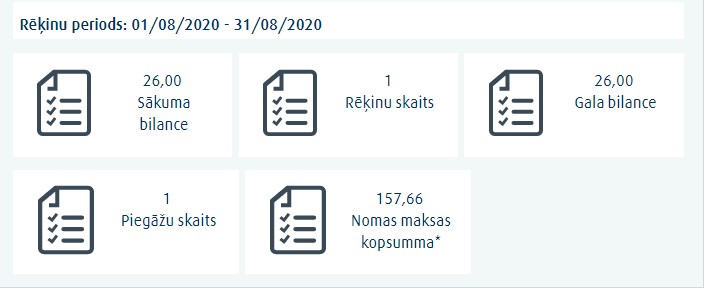 Rēķinu periods: 01/08/2020 - 31/08/2020
26,00
Sākuma
bilance
1
Rēķinu skaits
26,00
Gala bilance
1
Piegāžu skaits
157,66
Nomas maksas
kopsumma*